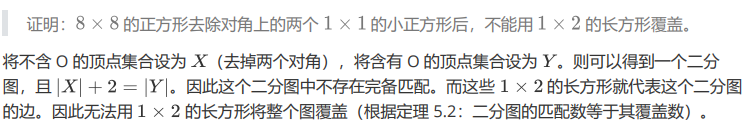 证明：8 × 8 的正方形去除对角上的两个 1 × 1 的小正方形后，不能用 1 × 2 的长方形覆盖。
将不含 O 的顶点集合设为 X（去掉两个对角），将含有 O 的顶点集合设为 Y。则可以得到一个二分
图，且 |X| + 2 = |Y|。因此这个二分图中不存在完备匹配。而这些 1 × 2 的长方形就代表这个二分图
的边。因此无法用 1 × 2 的长方形将整个图覆盖（根据定理 5.2：二分图的匹配数等于其覆盖数）。